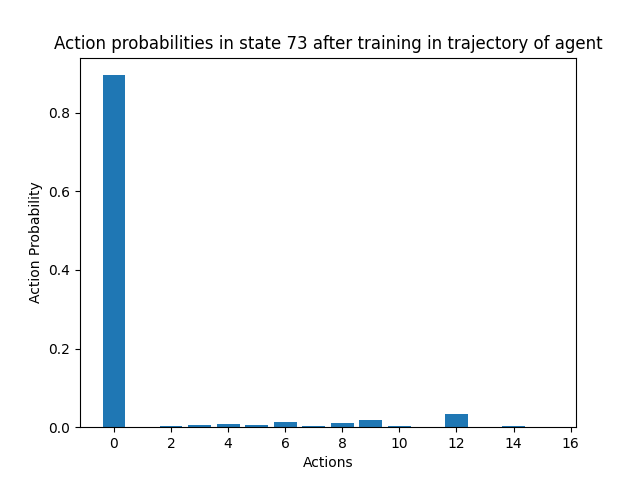 Action probabilities in state 73 after training in trajectory of agent
0.8
0.6
0.4
0.2
0.0
Action Probability
0 2 4 6 8 10 12 14 16
Actions